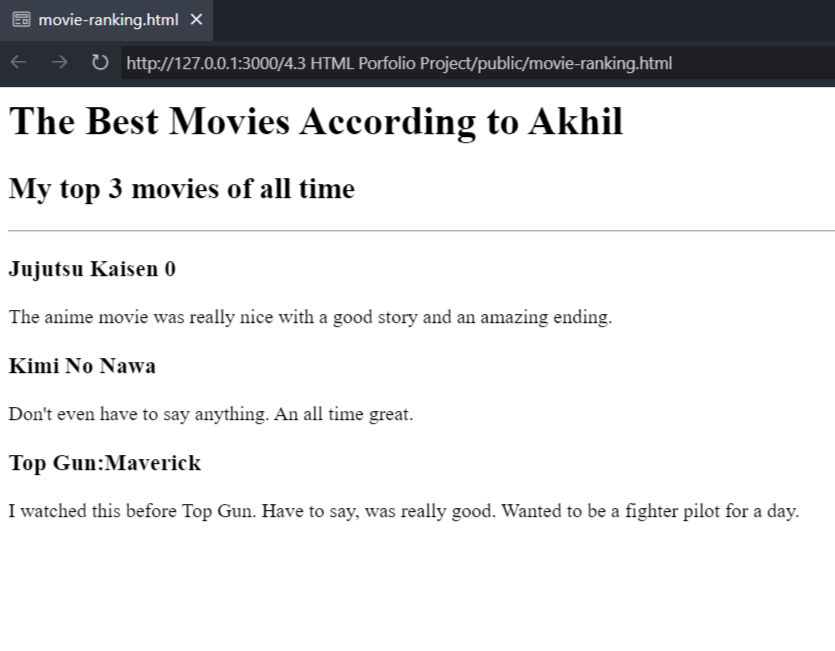 movie-ranking.html
http://127.0.0.1:3000/4.3 HTML Porfolio Project/public/movie-ranking.html
The Best Movies According to Akhil
My top 3 movies of all time
Jujutsu Kaisen 0
The anime movie was really nice with a good story and an amazing ending.
Kimi No Nawa
Don't even have to say anything. An all time great.
Top Gun:Maverick
I watched this before Top Gun. Have to say, was really good. Wanted to be a fighter pilot for a day.